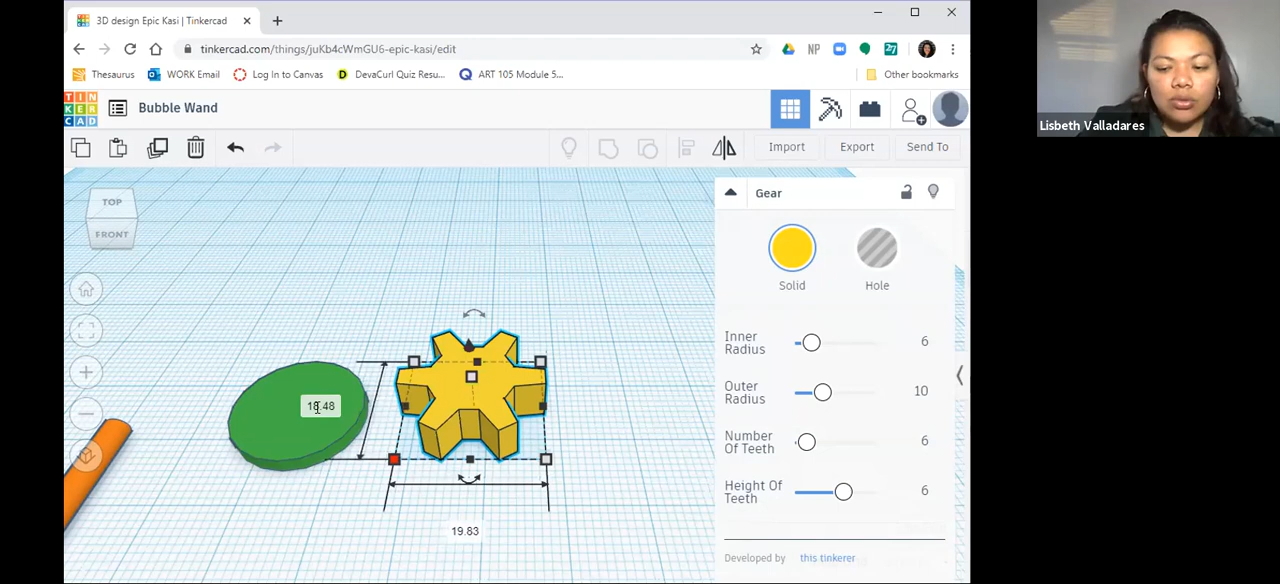 3D design Epic Kasi | Tinkercad
tinkercad.com/things/juKb4cWmGU6-epic-kasi/edit
NP
27
Thesaurus
WORK Email
Log In to Canvas
D
DevaCurl Quiz Resu...
Q
ART 105 Module 5...
Other bookmarks
TIN
KER
CAD
Bubble Wand
Import
Export
Send To
TOP
FRONT
Gear
Solid
Hole
Inner
Radius
6
Outer
Radius
10
Number
Of Teeth
6
Height Of
Teeth
6
19.83
Developed by
this tinkerer
Lisbeth Valladares